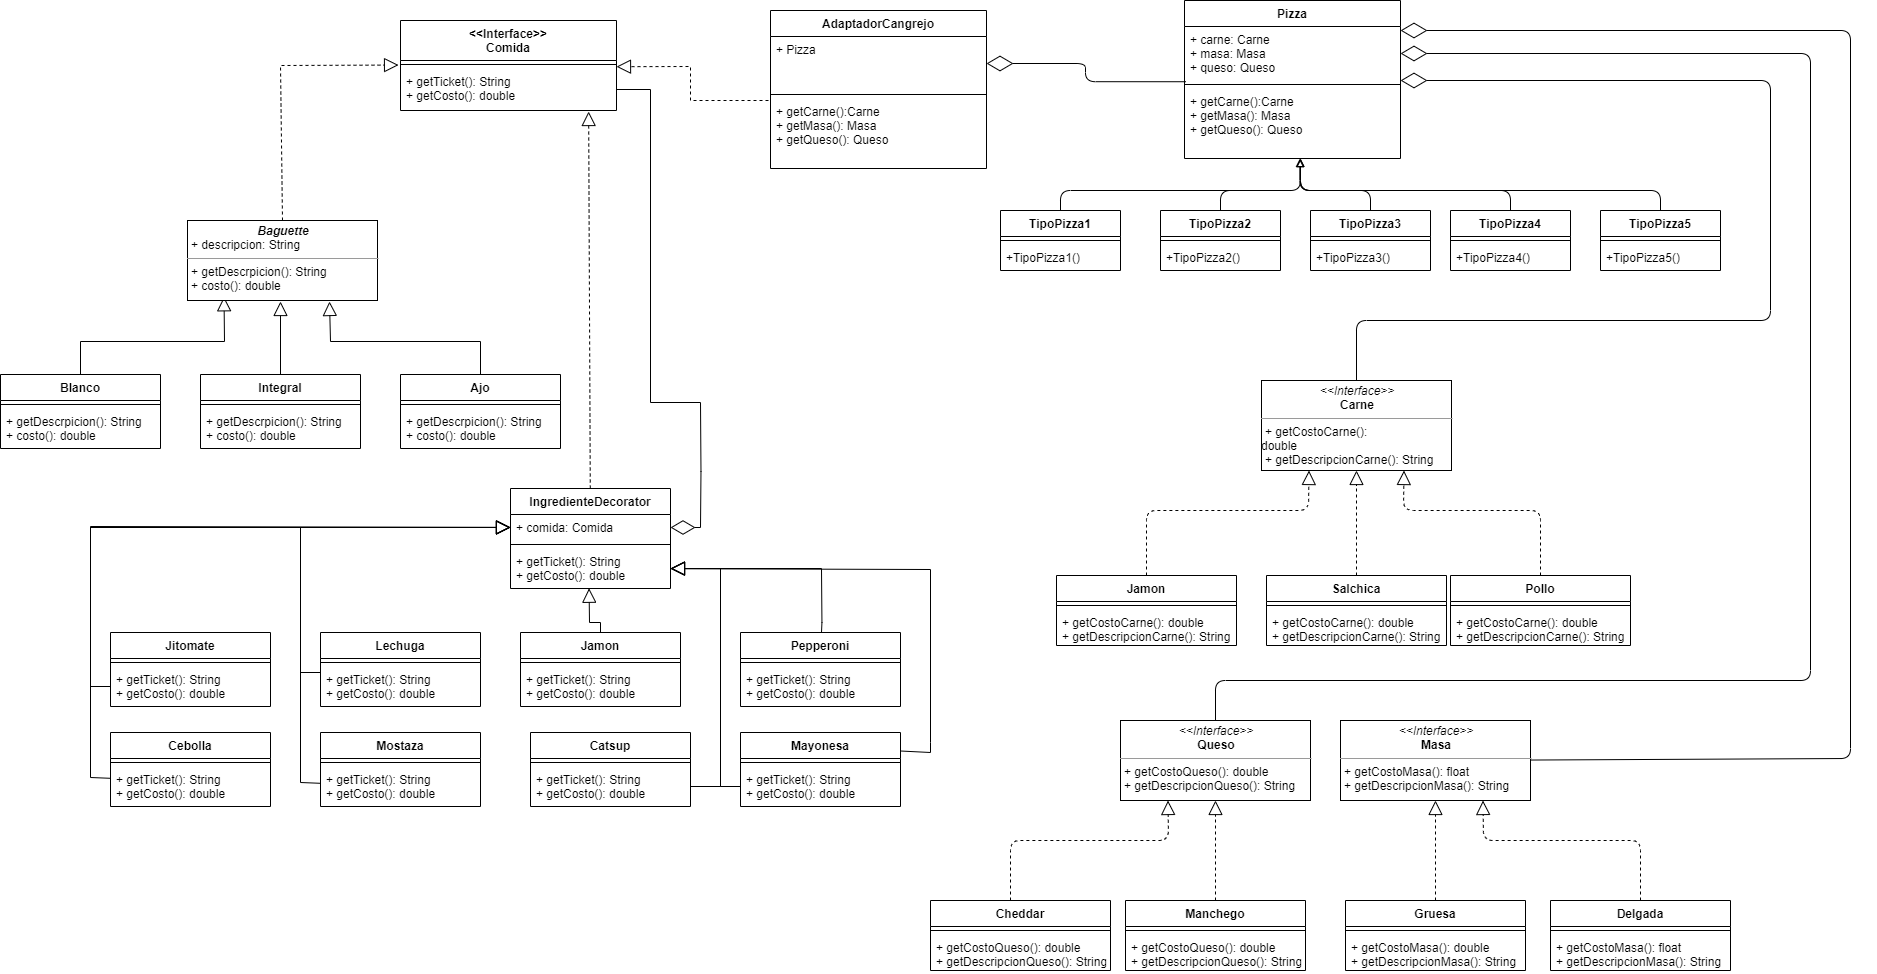 <<Interface>>
Comida
+ getTicket(): String
+ getCosto(): double
AdaptadorCangrejo
+ Pizza
+ getCarne():Carne
+ getMasa(): Masa
+ getQueso(): Queso
Pizza
+ carne: Carne
+ masa: Masa
+ queso: Queso
+ getCarne():Carne
+ getMasa(): Masa
+ getQueso(): Queso
TipoPizza1
+TipoPizza1()
TipoPizza2
+TipoPizza2()
TipoPizza3
+TipoPizza3()
TipoPizza4
+TipoPizza4()
TipoPizza5
+TipoPizza5()
Baguette
+ descripcion: String
+ getDescrpicion(): String
+ costo(): double
Blanco
+ getDescrpicion(): String
+ costo(): double
Integral
+ getDescrpicion(): String
+ costo(): double
Ajo
+ getDescrpicion(): String
+ costo(): double
<<Interface>>
Carne
+ getCostoCarne():
double
+ getDescripcionCarne(): String
IngredienteDecorator
+ comida: Comida
+ getTicket(): String
+ getCosto(): double
Jamon
+ getCostoCarne(): double
+ getDescripcionCarne(): String
Salchica
+ getCostoCarne(): double
+ getDescripcionCarne(): String
Pollo
+ getCostoCarne(): double
+ getDescripcionCarne(): String
Jitomate
+ getTicket(): String
+ getCosto(): double
Lechuga
+ getTicket(): String
+ getCosto(): double
Jamon
+ getTicket(): String
+ getCosto(): double
Pepperoni
+ getTicket(): String
+ getCosto(): double
Cebolla
+ getTicket(): String
+ getCosto(): double
Mostaza
+ getTicket(): String
+ getCosto(): double
Catsup
+ getTicket(): String
+ getCosto(): double
Mayonesa
+ getTicket(): String
+ getCosto(): double
<<Interface>>
Queso
+ getCostoQueso(): double
+ getDescripcionQueso(): String
<<Interface>>
Masa
+ getCostoMasa(): float
+ getDescripcionMasa(): String
Cheddar
+ getCostoQueso(): double
+ getDescripcionQueso(): String
Manchego
+ getCostoQueso(): double
+ getDescripcionQueso(): String
Gruesa
+ getCostoMasa(): double
+ getDescripcionMasa(): String
Delgada
+ getCostoMasa(): float
+ getDescripcionMasa(): String